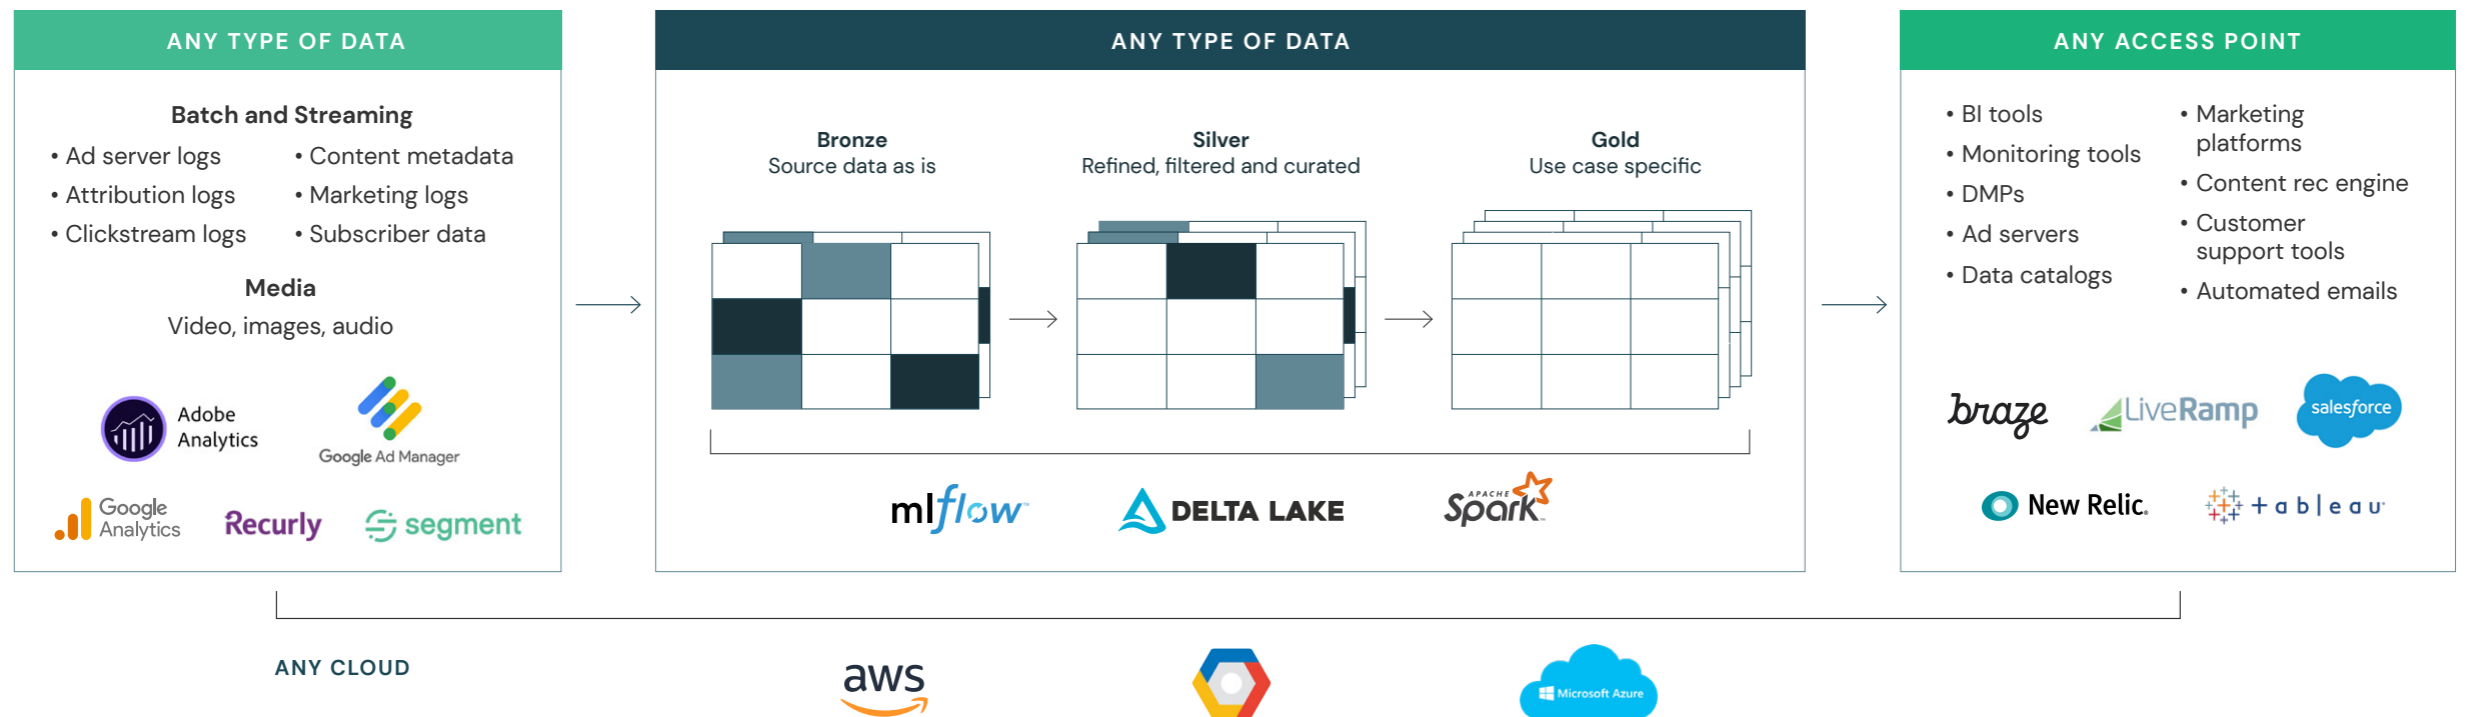 ANY TYPE OF DATA
Batch and Streaming
• Ad server logs
• Attribution logs
• Clickstream logs
• Content metadata
• Marketing logs
• Subscriber data
Media
Video, images, audio
Adobe
Analytics
Google Ad Manager
Google
Analytics
Recurly
segment
ANY TYPE OF DATA
Bronze
Source data as is
Silver
Refined, filtered and curated
Gold
Use case specific
mlflow™
DELTA LAKE
APACHE
Spark™
ANY ACCESS POINT
• BI tools
• Monitoring tools
• DMPs
• Ad servers
• Data catalogs
• Marketing
platforms
• Content rec engine
• Customer
support tools
• Automated emails
braze
LiveRamp
salesforce
New Relic®
+ableau®
ANY CLOUD
aws
Microsoft Azure